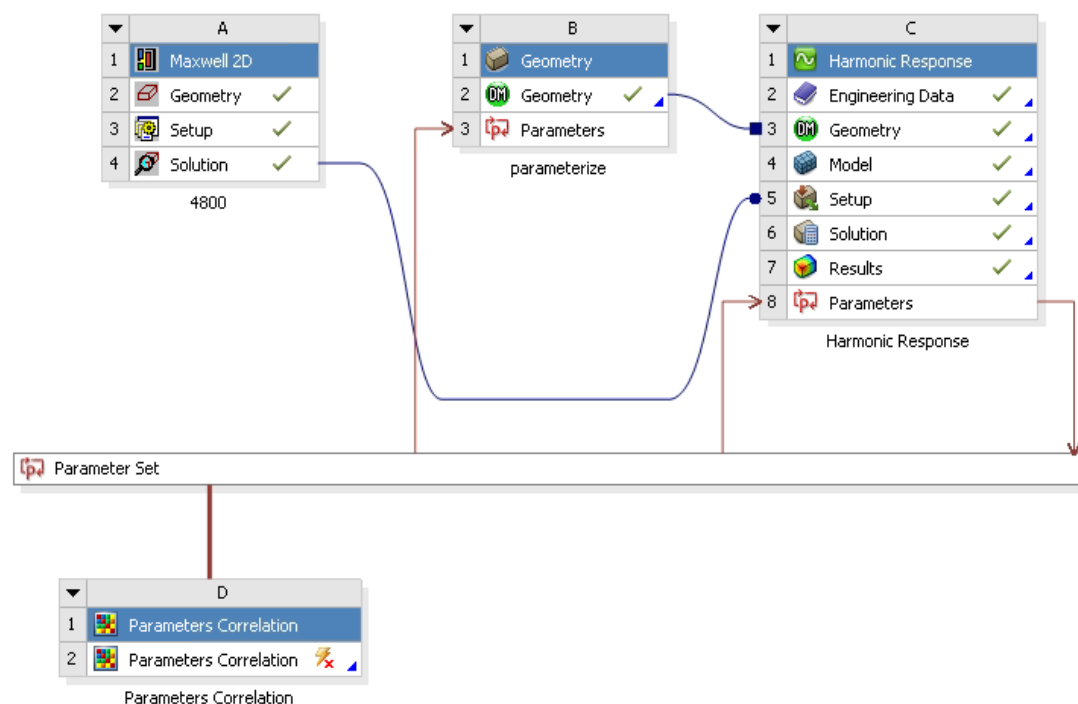 A
1 Maxwell 2D
2 Geometry
3 Setup
4 Solution
4800
B
1 Geometry
2 DM Geometry
3 p Parameters
parameterize
C
1 Harmonic Response
2 Engineering Data
3 DM Geometry
4 Model
5 Setup
6 Solution
7 Results
8 p Parameters
Harmonic Response
p Parameter Set
D
1 Parameters Correlation
2 Parameters Correlation
Parameters Correlation